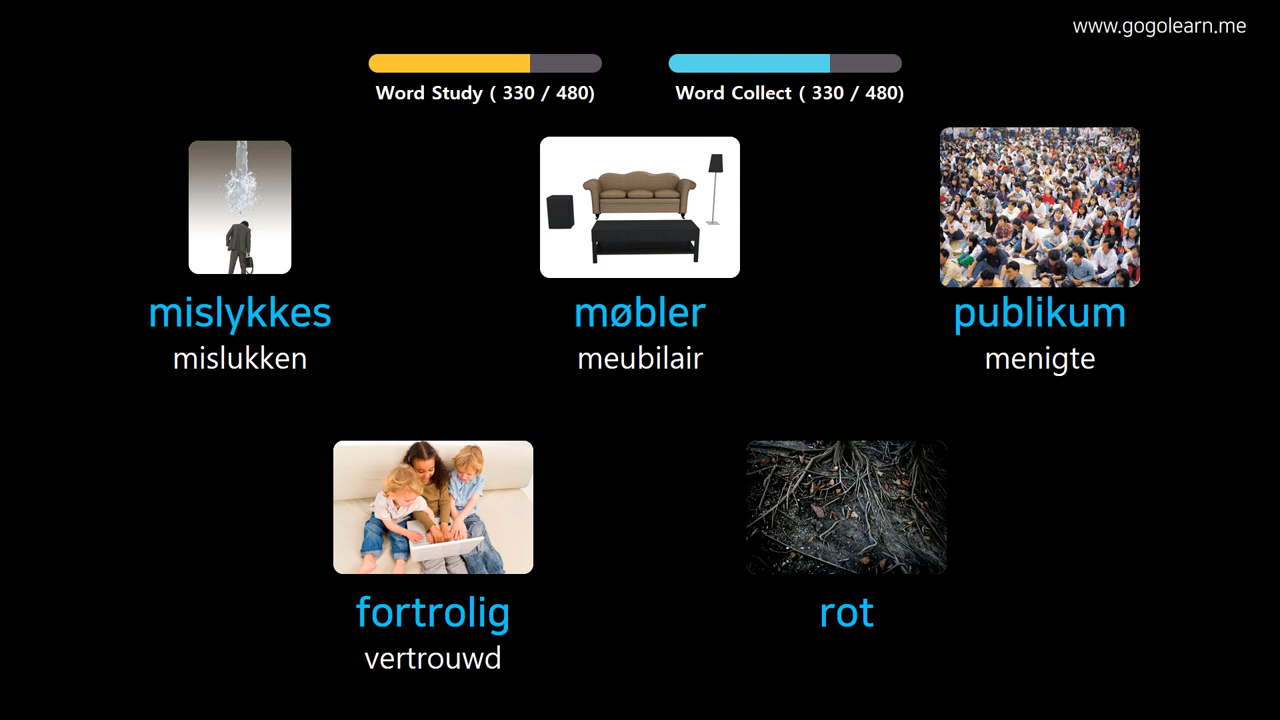 www.gogolearn.me
Word Study ( 330 / 480)
Word Collect ( 330 / 480)
mislykkes
mislukken
møbler
meubilair
publikum
menigte
fortrolig
vertrouwd
rot